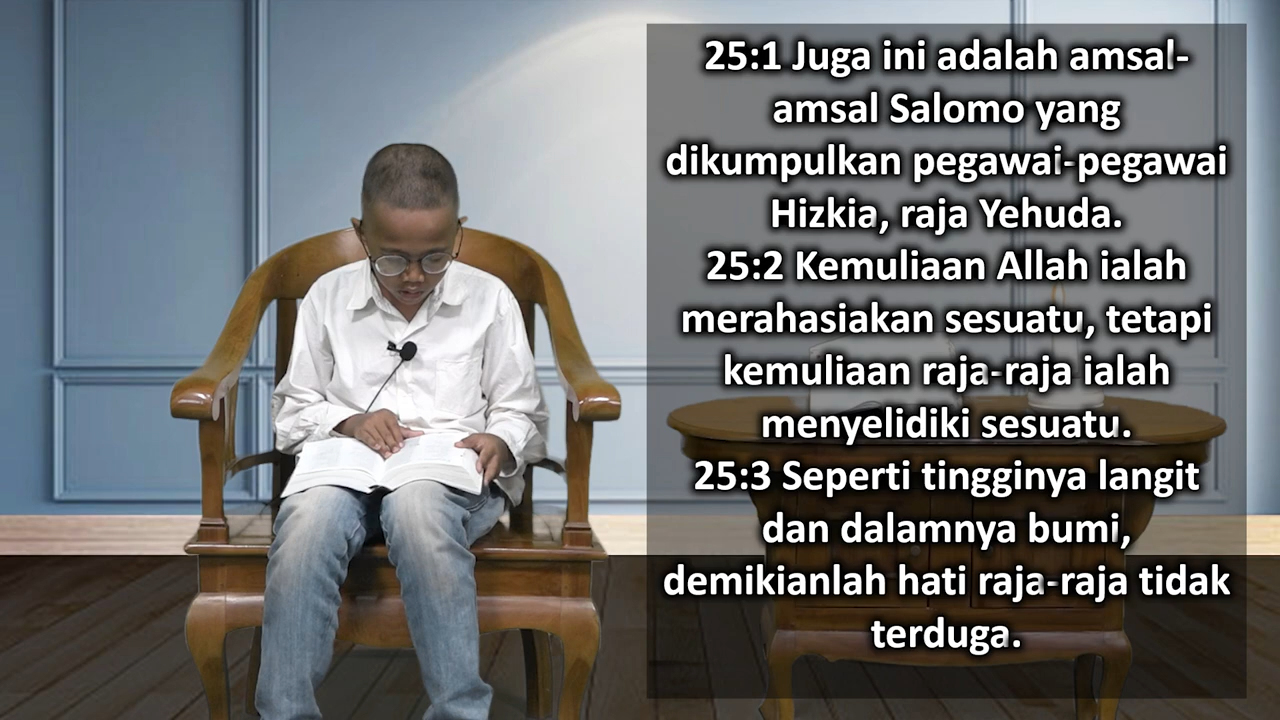 25:1 Juga ini adalah amsal-
amsal Salomo yang
dikumpulkan pegawai-pegawai
Hizkia, raja Yehuda.
25:2 Kemuliaan Allah ialah
merahasiakan sesuatu, tetapi
kemuliaan raja-raja ialah
menyelidiki sesuatu.
25:3 Seperti tingginya langit
dan dalamnya bumi,
demikianlah hati raja-raja tidak
terduga.